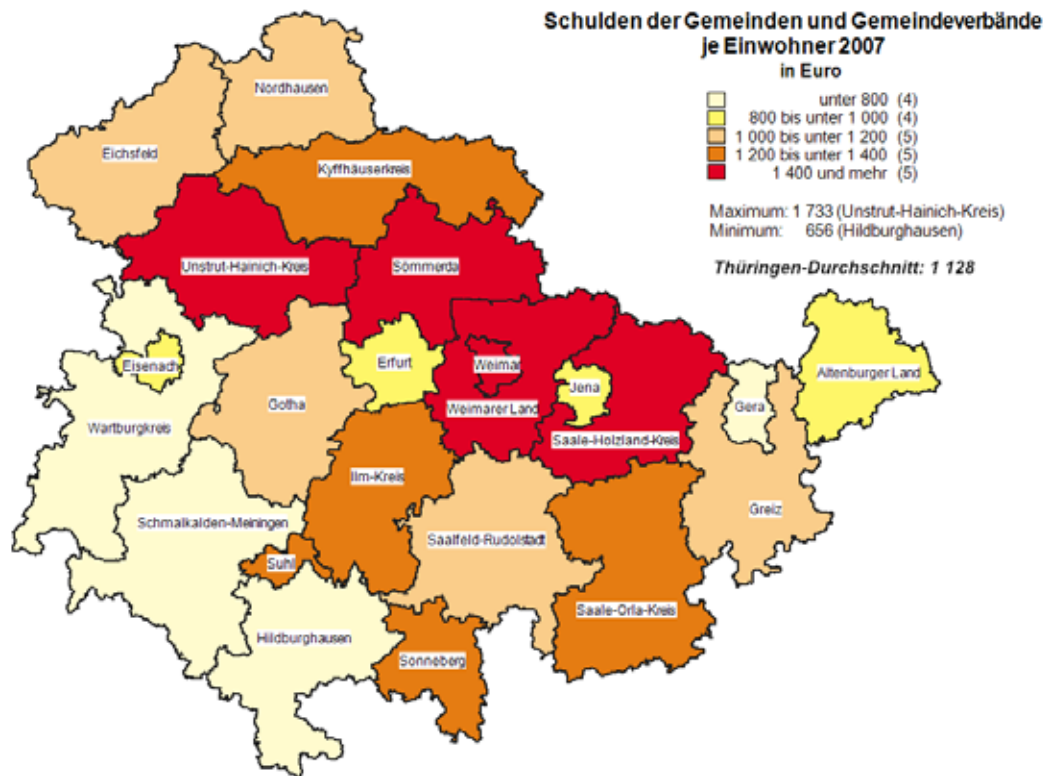 Schulden der Gemeinden und Gemeindeverbände
je Einwohner 2007
in Euro
unter 800 (4)
800 bis unter 1 000 (4)
1 000 bis unter 1 200 (5)
1 200 bis unter 1 400 (5)
1 400 und mehr (5)
Maximum: 1 733 (Unstrut-Hainich-Kreis)
Minimum: 656 (Hildburghausen)
Thüringen-Durchschnitt: 1 128
Nordhausen
Eichsfeld
Kyffhäuserkreis
Unstrut-Hainich-Kreis
Sömmerda
Eisenach
Erfurt
Weimar
Jena
Altenburger Land
Gotha
Weimarer Land
Gera
Wartburgkreis
Saale-Holzland-Kreis
Ilm-Kreis
Greiz
Schmalkalden-Meiningen
Saalfeld-Rudolstadt
Suhl
Saale-Orla-Kreis
Hildburghausen
Sonneberg